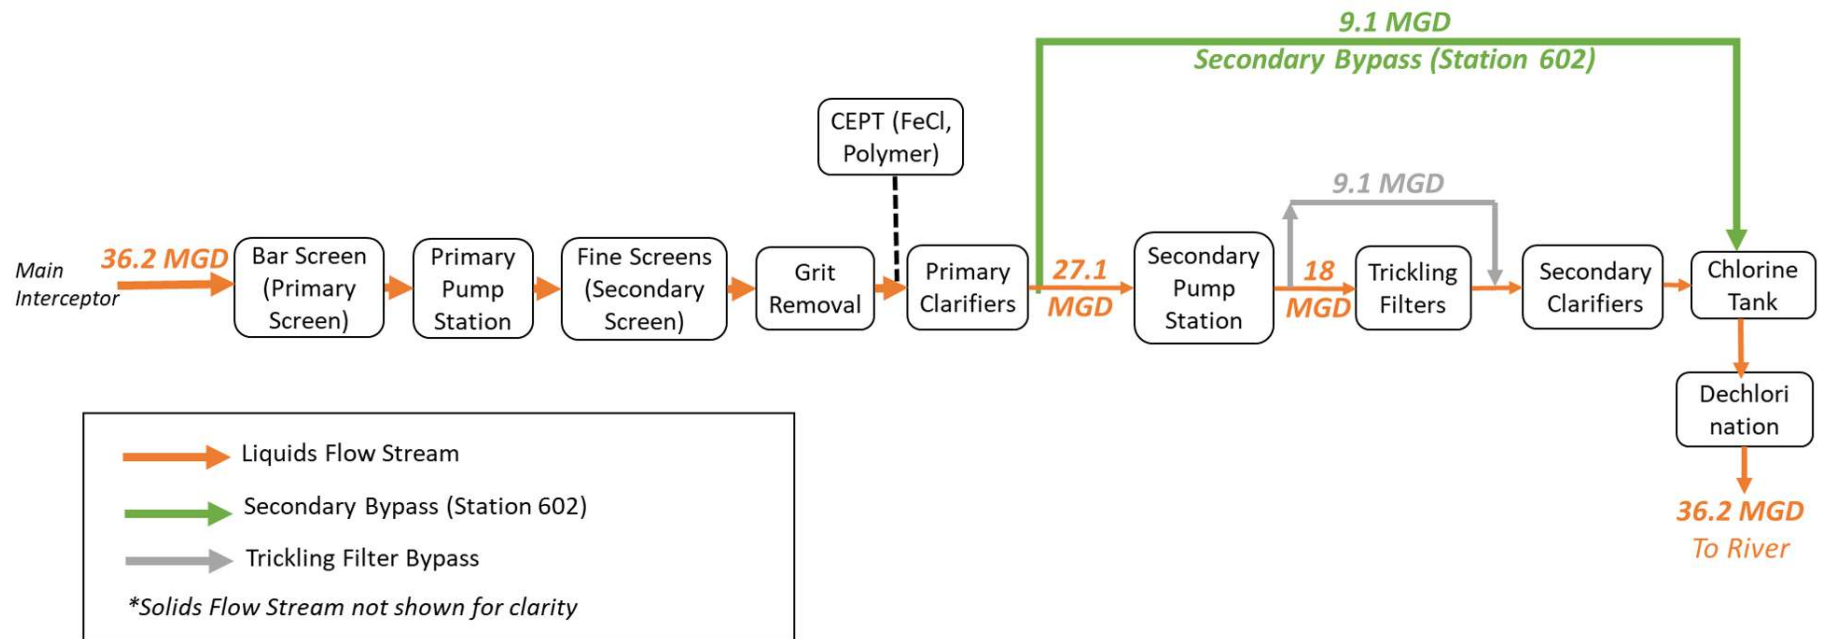 9.1 MGD
Secondary Bypass (Station 602)
CEPT (FeCl,
Polymer)
9.1 MGD
Main
Interceptor
36.2 MGD
Bar Screen
(Primary
Screen)
Primary
Pump
Station
Fine Screens
(Secondary
Screen)
Grit
Removal
Primary
Clarifiers
27.1
MGD
Secondary
Pump
Station
18
MGD
Trickling
Filters
Secondary
Clarifiers
Chlorine
Tank
Dechlori
nation
36.2 MGD
To River
Liquids Flow Stream
Secondary Bypass (Station 602)
Trickling Filter Bypass
*Solids Flow Stream not shown for clarity